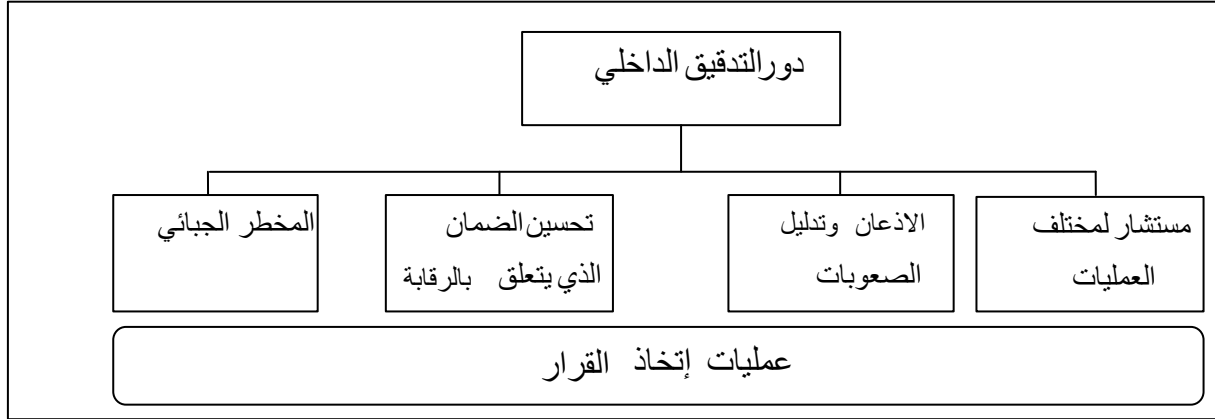 دور التدقيق الداخلي
مستشار لمختلف
العمليات
الاذعان وتدليل
الصعوبات
تحسين الضمان
الذي يتعلق بالرقابة
المخطر الجبائي
عمليات إتخاذ القرار